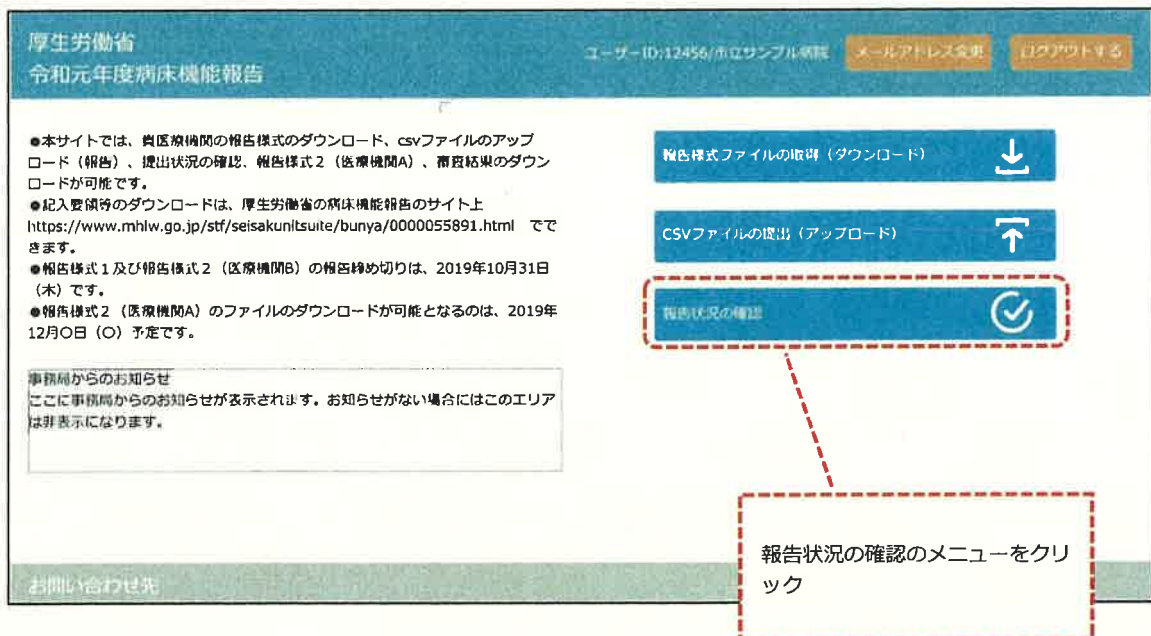 厚生労働省
令和元年度病床機能報告
ユーザーID:12456/市立サンプル病院
メールアドレス変更
ログアウトする
●本サイトでは、貴医療機関の報告様式のダウンロード、csvファイルのアップ
ロード（報告）、提出状況の確認、報告様式２（医療機関A）、審査結果のダウン
ロードが可能です。
●記入要領等のダウンロードは、厚生労働省の病床機能報告のサイト上
https://www.mhlw.go.jp/stf/seisakunitsuite/bunya/0000055891.html　でで
きます。
●報告様式１及び報告様式２（医療機関B）の報告締め切りは、2019年10月31日
（木）です。
●報告様式２（医療機関A）のファイルのダウンロードが可能となるのは、2019年
12月〇日（〇）予定です。
事務局からのお知らせ
ここに事務局からのお知らせが表示されます。お知らせがない場合にはこのエリア
は非表示になります。
報告様式ファイルの取得（ダウンロード）
CSVファイルの提出（アップロード）
報告状況の確認
報告状況の確認のメニューをクリ
ック
お問い合わせ先